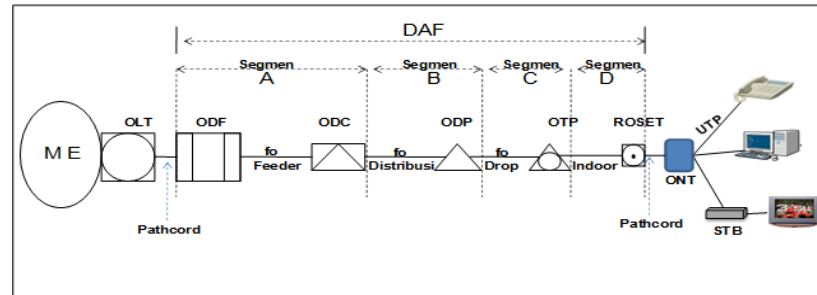 DAF
Segmen
A
Segmen
B
Segmen
C
Segmen
D
OLT
ODF
ODC
ODP
OTP
ROSET
M E
fo
Feeder
fo
Distribusi
fo
Drop
Indoor
UTP
ONT
Pathcord
Pathcord
STB